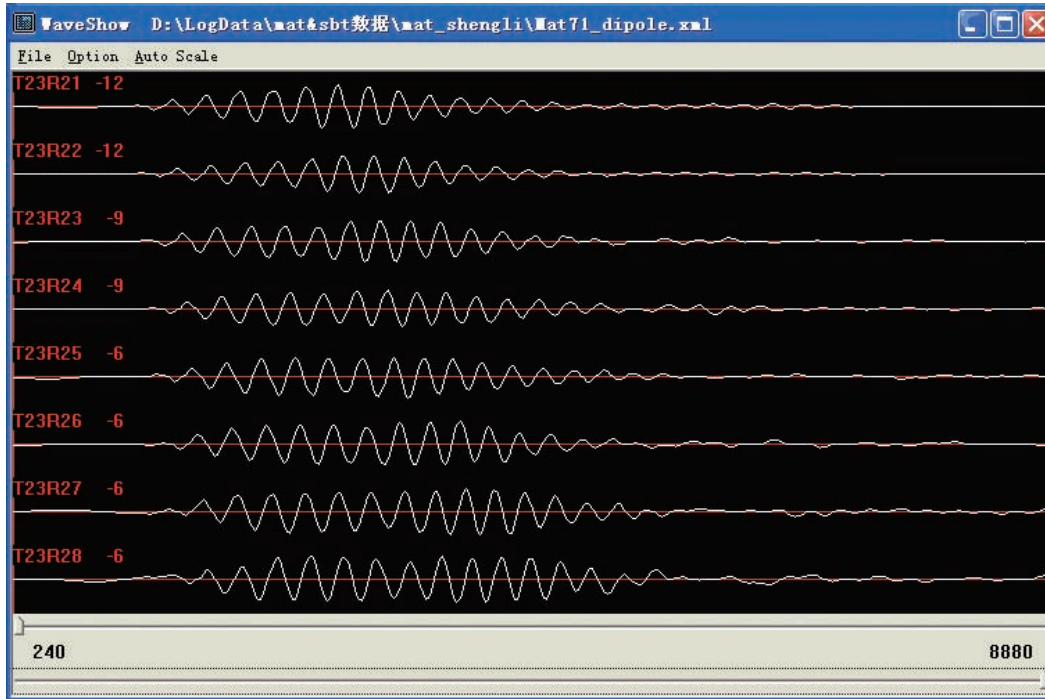 WaveShow D:\LogData\mat&sbt数据\mat_shengli\Mat71_dipole.xml
File Option Auto Scale
T23R21 -12
T23R22 -12
T23R23 -9
T23R24 -9
T23R25 -6
T23R26 -6
T23R27 -6
T23R28 -6
240 8880